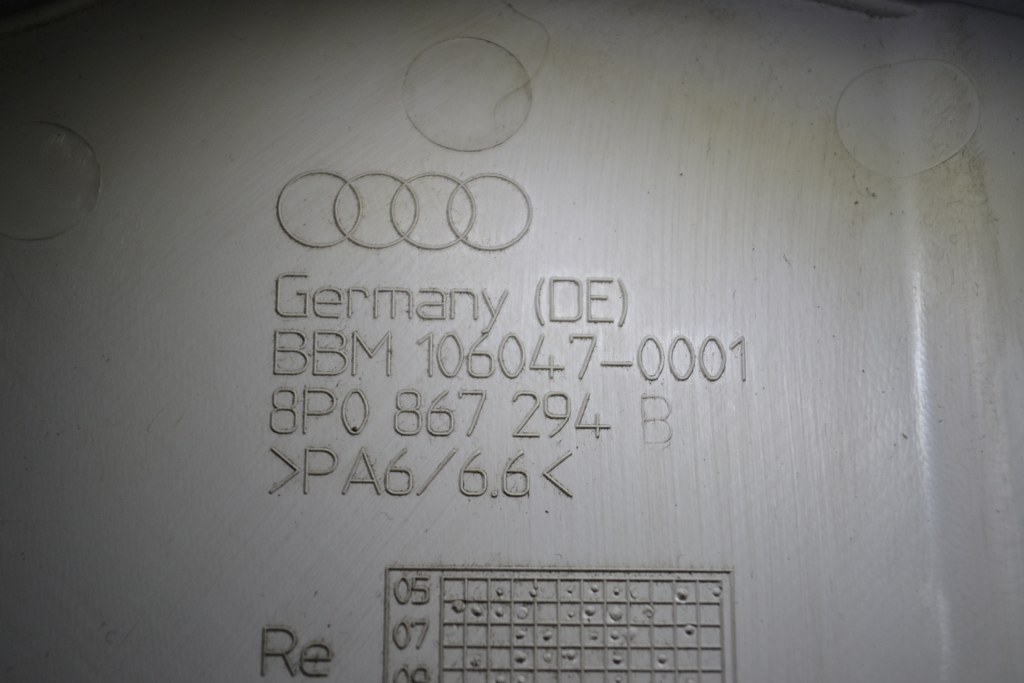 Germany (DE)
BBM 106047-0001
8P0 867 294 B
>PA6/6.6<
05
07
Re